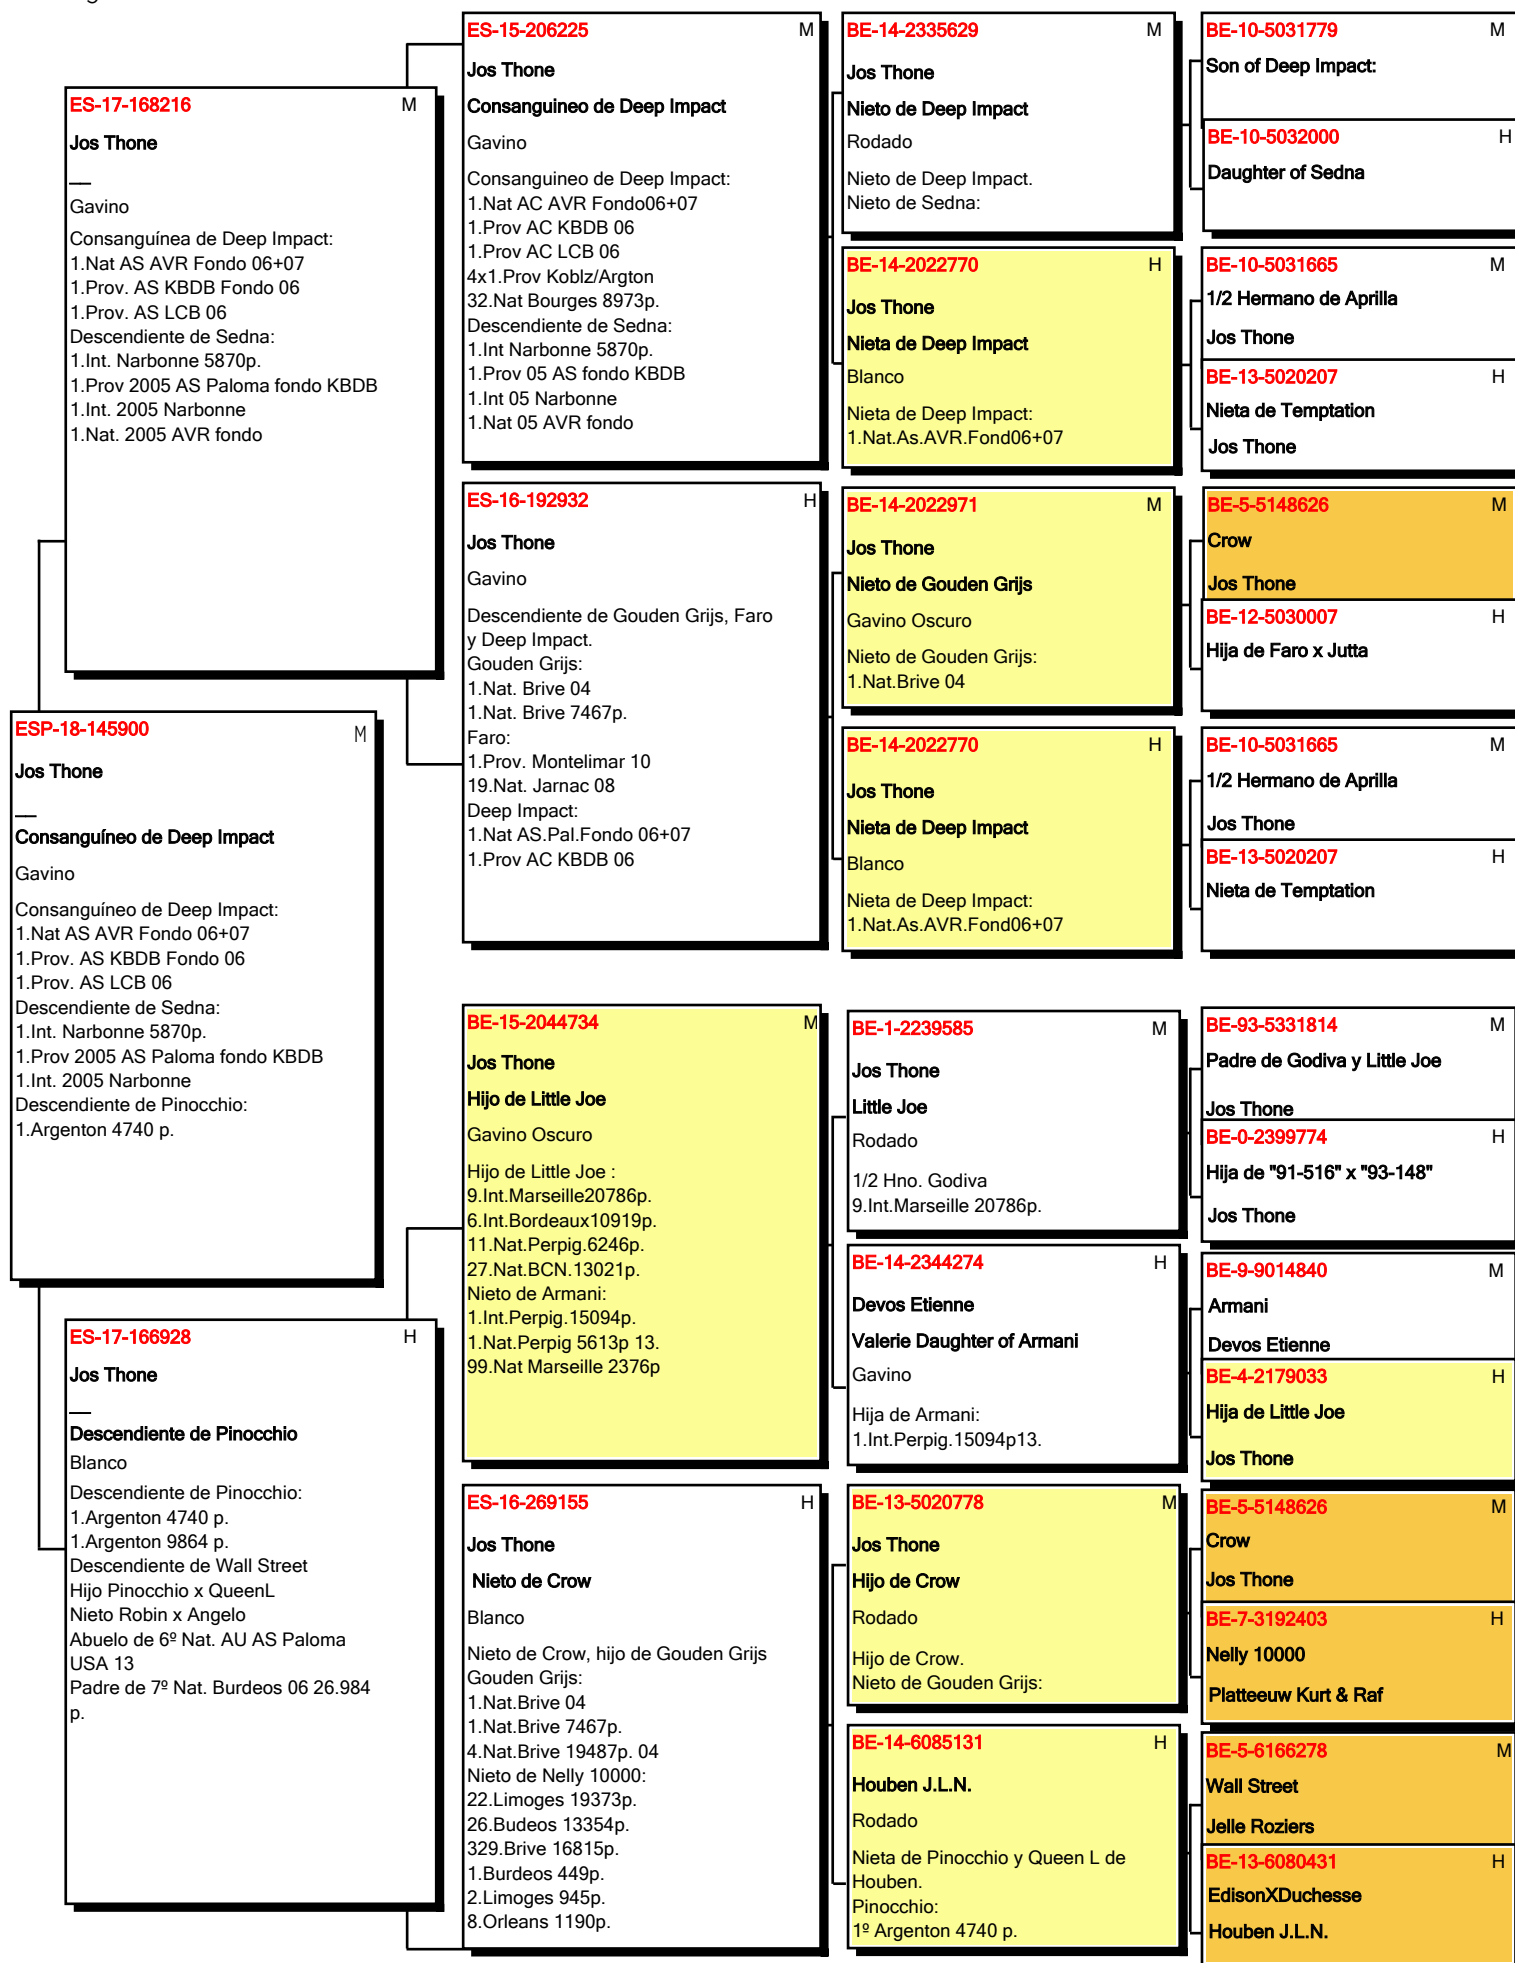 ES-17-168216 M
Jos Thone
__
Gavino
Consanguínea de Deep Impact:
1.Nat AS AVR Fondo 06+07
1.Prov. AS KBDB Fondo 06
1.Prov. AS LCB 06
Descendiente de Sedna:
1.Int. Narbonne 5870p.
1.Prov 2005 AS Paloma fondo KBDB
1.Int. 2005 Narbonne
1.Nat. 2005 AVR fondo
ESP-18-145900 M
Jos Thone
__
Consanguíneo de Deep Impact
Gavino
Consanguíneo de Deep Impact:
1.Nat AS AVR Fondo 06+07
1.Prov. AS KBDB Fondo 06
1.Prov. AS LCB 06
Descendiente de Sedna:
1.Int. Narbonne 5870p.
1.Prov 2005 AS Paloma fondo KBDB
1.Int. 2005 Narbonne
Descendiente de Pinocchio:
1.Argenton 4740 p.
ES-17-166928 H
Jos Thone
__
Descendiente de Pinocchio
Blanco
Descendiente de Pinocchio:
1.Argenton 4740 p.
1.Argenton 9864 p.
Descendiente de Wall Street
Hijo Pinocchio x QueenL
Nieto Robin x Angelo
Abuelo de 6º Nat. AU AS Paloma
USA 13
Padre de 7º Nat. Burdeos 06 26.984
p.
ES-15-206225 M
Jos Thone
Consanguineo de Deep Impact
Gavino
Consanguineo de Deep Impact:
1.Nat AC AVR Fondo06+07
1.Prov AC KBDB 06
1.Prov AC LCB 06
4x1.Prov Koblz/Argton
32.Nat Bourges 8973p.
Descendiente de Sedna:
1.Int Narbonne 5870p.
1.Prov 05 AS fondo KBDB
1.Int 05 Narbonne
1.Nat 05 AVR fondo
ES-16-192932 H
Jos Thone
Gavino
Descendiente de Gouden Grijs, Faro
y Deep Impact.
Gouden Grijs:
1.Nat. Brive 04
1.Nat. Brive 7467p.
Faro:
1.Prov. Montelimar 10
19.Nat. Jarnac 08
Deep Impact:
1.Nat AS.Pal.Fondo 06+07
1.Prov AC KBDB 06
BE-15-2044734 M
Jos Thone
Hijo de Little Joe
Gavino Oscuro
Hijo de Little Joe :
9.Int.Marseille20786p.
6.Int.Bordeaux10919p.
11.Nat.Perpig.6246p.
27.Nat.BCN.13021p.
Nieto de Armani:
1.Int.Perpig.15094p.
1.Nat.Perpig 5613p 13.
99.Nat Marseille 2376p
ES-16-269155 H
Jos Thone
Nieto de Crow
Blanco
Nieto de Crow, hijo de Gouden Grijs
Gouden Grijs:
1.Nat.Brive 04
1.Nat.Brive 7467p.
4.Nat.Brive 19487p. 04
Nieto de Nelly 10000:
22.Limoges 19373p.
26.Budeos 13354p.
329.Brive 16815p.
1.Burdeos 449p.
2.Limoges 945p.
8.Orleans 1190p.
BE-14-2335629 M
Jos Thone
Nieto de Deep Impact
Rodado
Nieto de Deep Impact.
Nieto de Sedna:
BE-14-2022770 H
Jos Thone
Nieta de Deep Impact
Blanco
Nieta de Deep Impact:
1.Nat.As.AVR.Fond06+07
BE-14-2022971 M
Jos Thone
Nieto de Gouden Grijs
Gavino Oscuro
Nieto de Gouden Grijs:
1.Nat.Brive 04
BE-14-2022770 H
Jos Thone
Nieta de Deep Impact
Blanco
Nieta de Deep Impact:
1.Nat.As.AVR.Fond06+07
BE-1-2239585 M
Jos Thone
Little Joe
Rodado
1/2 Hno. Godiva
9.Int.Marseille 20786p.
BE-14-2344274 H
Devos Etienne
Valerie Daughter of Armani
Gavino
Hija de Armani:
1.Int.Perpig.15094p13.
BE-13-5020778 M
Jos Thone
Hijo de Crow
Rodado
Hijo de Crow.
Nieto de Gouden Grijs:
BE-14-6085131 H
Houben J.L.N.
Rodado
Nieta de Pinocchio y Queen L de
Houben.
Pinocchio:
1º Argenton 4740 p.
BE-10-5031779 M
Son of Deep Impact:
BE-10-5032000 H
Daughter of Sedna
BE-10-5031665 M
1/2 Hermano de Aprilla
Jos Thone
BE-13-5020207 H
Nieta de Temptation
Jos Thone
BE-5-5148626 M
Crow
Jos Thone
BE-12-5030007 H
Hija de Faro x Jutta
BE-10-5031665 M
1/2 Hermano de Aprilla
Jos Thone
BE-13-5020207 H
Nieta de Temptation
BE-93-5331814 M
Padre de Godiva y Little Joe
Jos Thone
BE-0-2399774 H
Hija de "91-516" x "93-148"
Jos Thone
BE-9-9014840 M
Armani
Devos Etienne
BE-4-2179033 H
Hija de Little Joe
Jos Thone
BE-5-5148626 M
Crow
Jos Thone
BE-7-3192403 H
Nelly 10000
Platteeuw Kurt & Raf
BE-5-6166278 M
Wall Street
Jelle Roziers
BE-13-6080431 H
EdisonXDuchesse
Houben J.L.N.